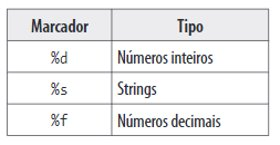 Marcador Tipo
%d Números inteiros
%s Strings
%f Números decimais